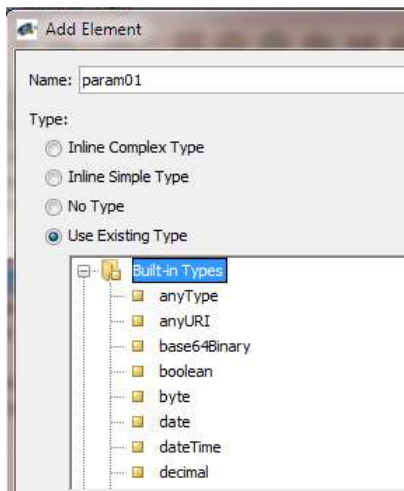 Add Element
Name: param01
Type:
Inline Complex Type
Inline Simple Type
No Type
Use Existing Type
Built-in Types
anyType
anyURI
base64Binary
boolean
byte
date
dateTime
decimal